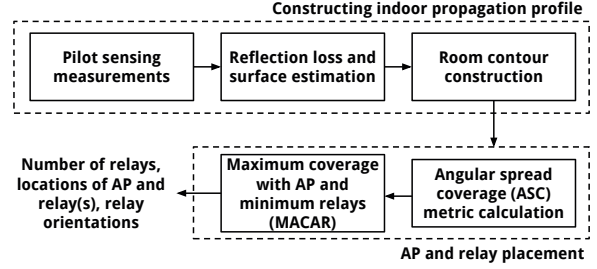 Constructing indoor propagation profile
Pilot sensing
measurements
Reflection loss and
surface estimation
Room contour
construction
Number of relays,
locations of AP and
relay(s), relay
orientations
Maximum coverage
with AP and
minimum relays
(MACAR)
Angular spread
coverage (ASC)
metric calculation
AP and relay placement